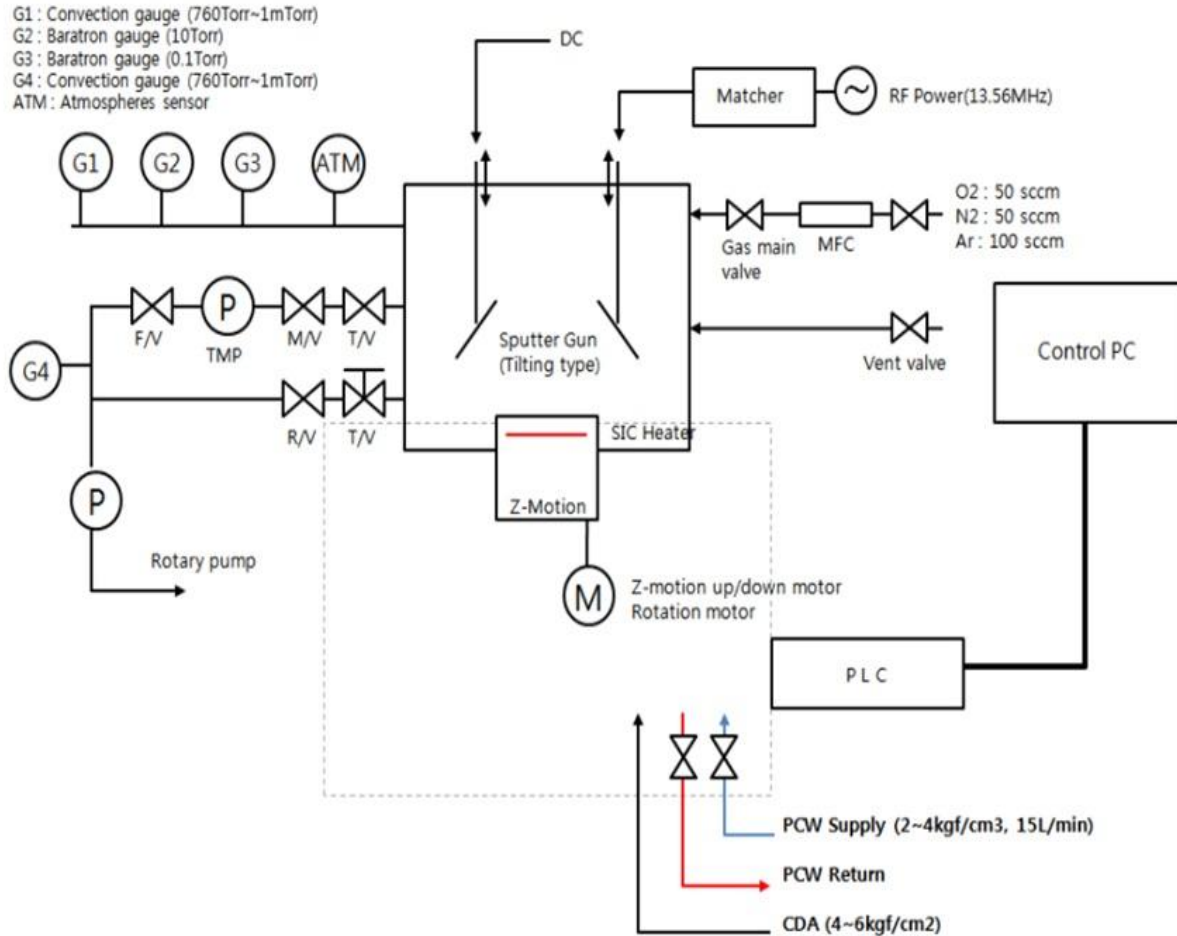 G1 : Convection gauge (760Torr~1mTorr)
G2 : Baratron gauge (10Torr)
G3 : Baratron gauge (0.1Torr)
G4 : Convection gauge (760Torr~1mTorr)
ATM : Atmospheres sensor
DC
Matcher
RF Power(13.56MHz)
G1
G2
G3
ATM
O2 : 50 sccm
N2 : 50 sccm
Ar : 100 sccm
Gas main
valve
MFC
P
F/V
TMP
M/V
T/V
Sputter Gun
(Tilting type)
Vent valve
Control PC
G4
R/V
T/V
SIC Heater
Z-Motion
P
Rotary pump
M
Z-motion up/down motor
Rotation motor
P L C
PCW Supply (2~4kgf/cm3, 15L/min)
PCW Return
CDA (4~6kgf/cm2)